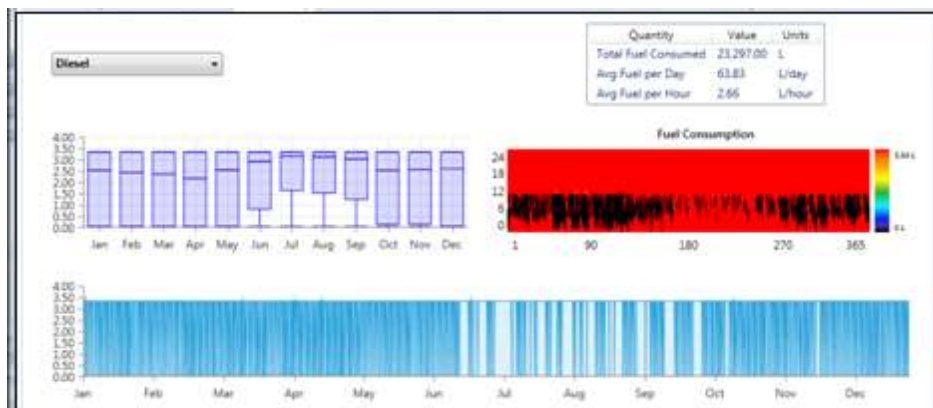 Quantity Value Units
Total Fuel Consumed 23,297.00 L
Avg Fuel per Day 63.83 L/day
Avg Fuel per Hour 2.66 L/hour
Diesel
Fuel Consumption
4.00
3.50
3.00
2.50
2.00
1.50
1.00
0.50
0.00
Jan Feb Mar Apr May Jun Jul Aug Sep Oct Nov Dec
24
18
12
6
0
1 90 180 270 365
0 L
4.00
3.50
3.00
2.50
2.00
1.50
1.00
0.50
0.00
Jan Feb Mar Apr May Jun Jul Aug Sep Oct Nov Dec